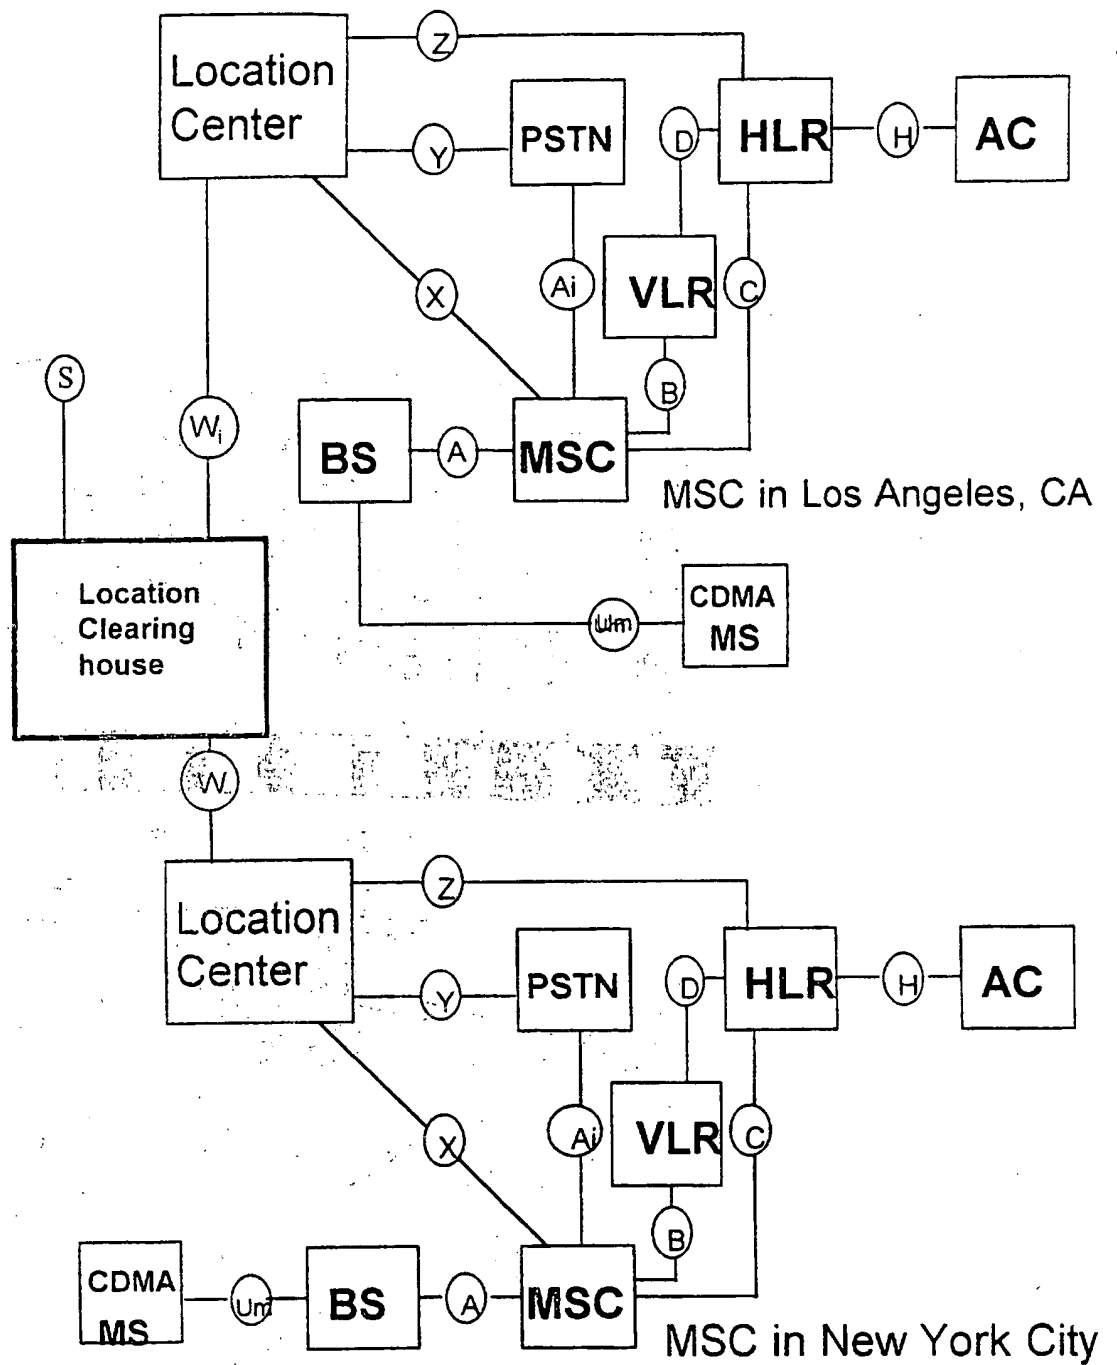 Z
Location
Center
PSTN
D
HLR
H
AC
Y
VLR
Ai
X
C
S
B
Wi
BS
A
MSC
MSC in Los Angeles, CA
Location
Clearing
house
CDMA
MS
Um
W
Z
Location
Center
PSTN
D
HLR
H
AC
Y
VLR
Ai
X
C
B
CDMA
MS
Um
BS
A
MSC
MSC in New York City